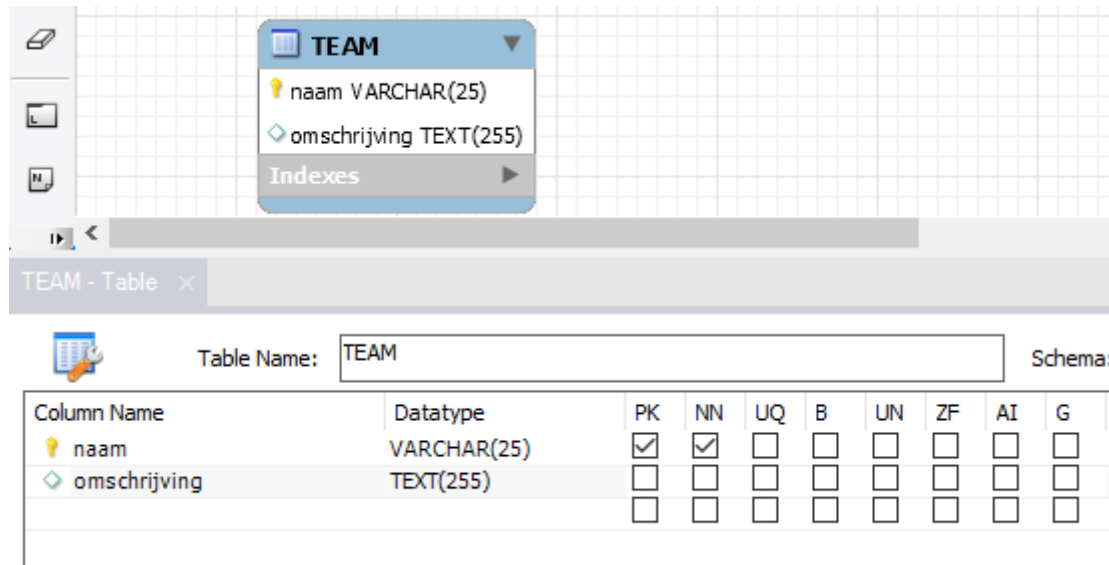 TEAM
naam VARCHAR(25)
omschrijving TEXT(255)
Indexes
TEAM - Table
Table Name: TEAM Schema:
Column Name Datatype PK NN UQ B UN ZF AI G
naam VARCHAR(25)
omschrijving TEXT(255)